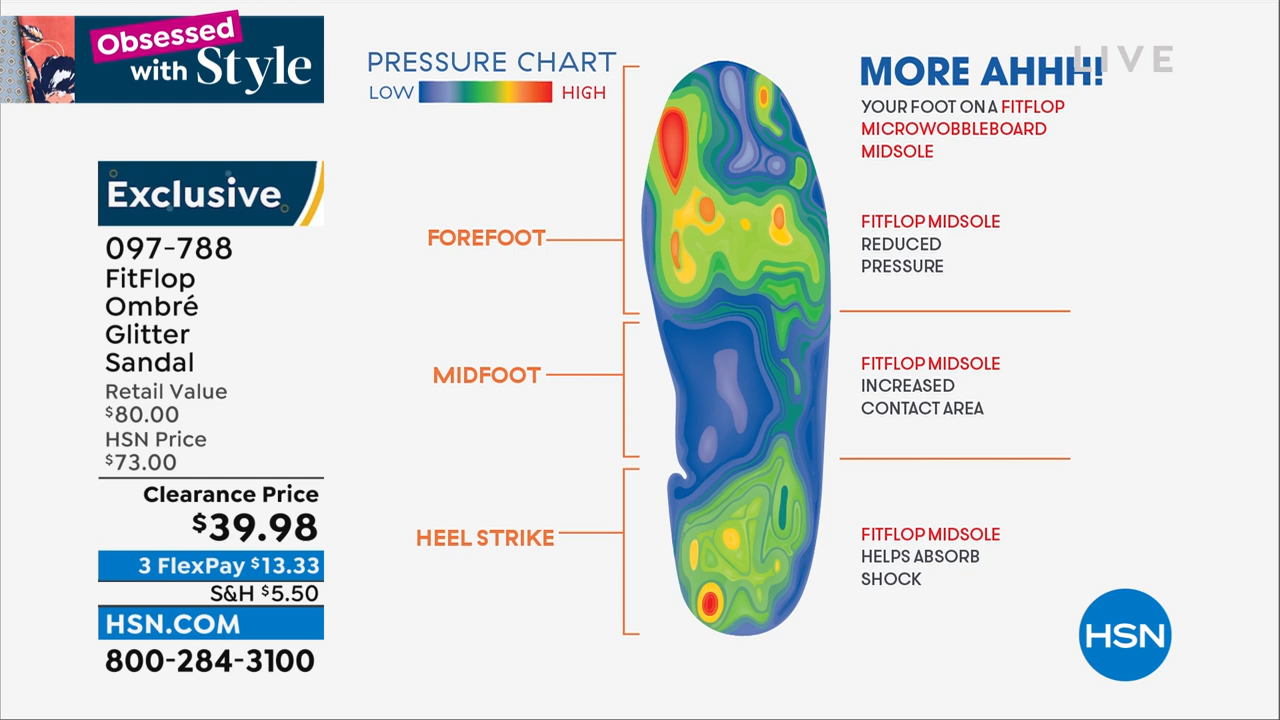 Obsessed
with Style
Exclusive
097-788
FitFlop
Ombré
Glitter
Sandal
Retail Value
$80.00
HSN Price
$73.00
Clearance Price
$39.98
3 FlexPay $13.33
S&H $5.50
HSN.COM
800-284-3100
PRESSURE CHART
LOW HIGH
FOREFOOT
MIDFOOT
HEEL STRIKE
MORE AHHH!
LIVE
YOUR FOOT ON A FITFLOP
MICROWOBBLEBOARD
MIDSOLE
FITFLOP MIDSOLE
REDUCED
PRESSURE
FITFLOP MIDSOLE
INCREASED
CONTACT AREA
FITFLOP MIDSOLE
HELPS ABSORB
SHOCK
HSN